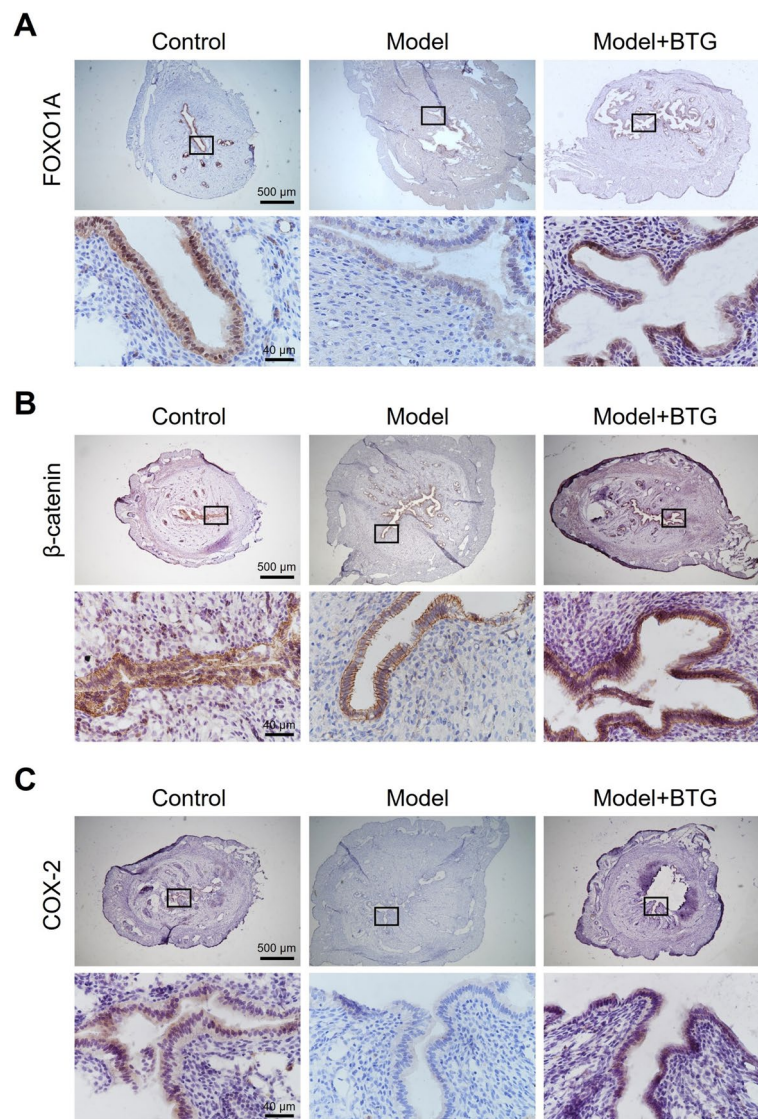 A
Control Model Model+BTG
FOXO1A
500 µm
40 µm
B
Control Model Model+BTG
β-catenin
500 µm
40 µm
C
Control Model Model+BTG
COX-2
500 µm
40 µm